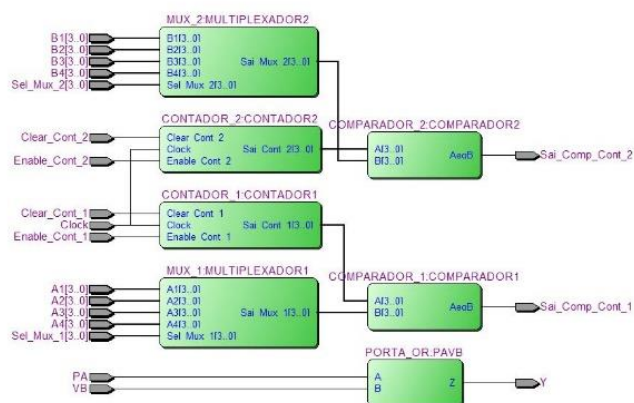 MUX_2:MULTIPLEXADOR2
B1[3..0] B1[3..0]
B2[3..0] B2[3..0]
B3[3..0] B3[3..0] Sai Mux 2[3..0]
B4[3..0] B4[3..0]
Sel_Mux_2[3..0] Sel Mux 2[3..0]
CONTADOR_2:CONTADOR2 COMPARADOR_2:COMPARADOR2
Clear_Cont_2 Clear Cont 2
Clock Sai Cont 2[3..0] A[3..0]
Enable_Cont_2 Enable Cont 2 B[3..0] AeqB Sai_Comp_Cont_2
CONTADOR_1:CONTADOR1
Clear_Cont_1 Clear Cont 1
Clock Clock Sai Cont 1[3..0]
Enable_Cont_1 Enable Cont 1
MUX_1:MULTIPLEXADOR1 COMPARADOR_1:COMPARADOR1
A1[3..0] A1[3..0]
A2[3..0] A2[3..0] A[3..0]
A3[3..0] A3[3..0] Sai Mux 1[3..0] B[3..0] AeqB Sai_Comp_Cont_1
A4[3..0] A4[3..0]
Sel_Mux_1[3..0] Sel Mux 1[3..0]
PORTA_OR:PAVB
PA A Z Y
VB B